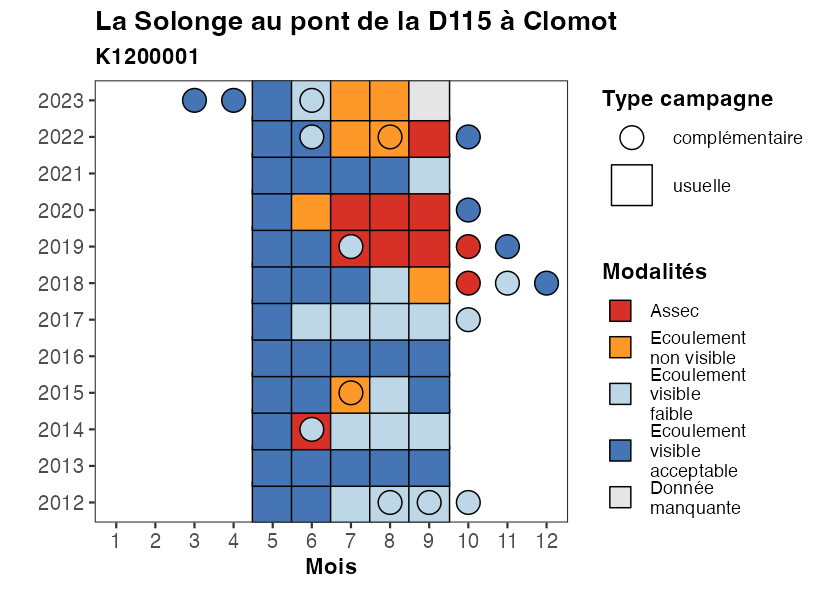 La Solonge au pont de la D115 à Clomot
K1200001
2023
2022
2021
2020
2019
2018
2017
2016
2015
2014
2013
2012
1 2 3 4 5 6 7 8 9 10 11 12
Mois
Type campagne
complémentaire
usuelle
Modalités
Assec
Ecoulement
non visible
Ecoulement
visible
faible
Ecoulement
visible
acceptable
Donnée
manquante